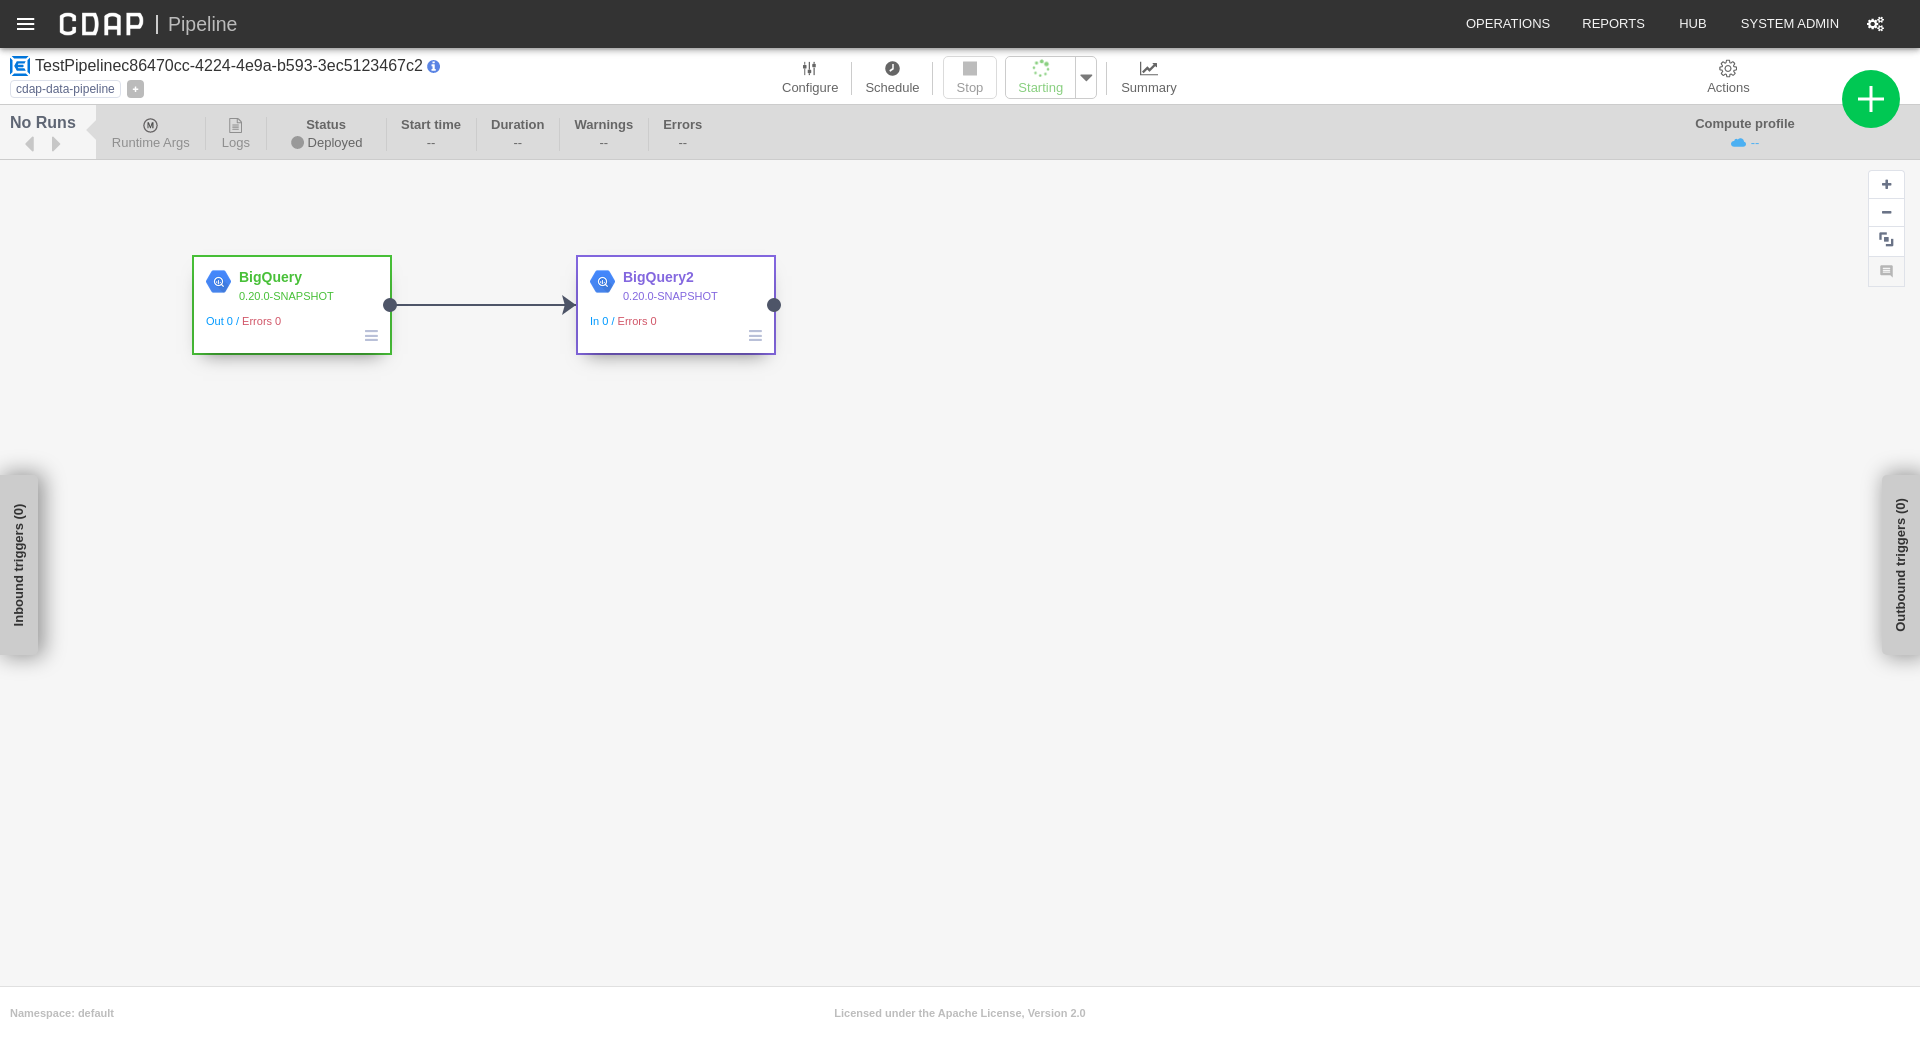 CDAP | Pipeline
OPERATIONS
REPORTS
HUB
SYSTEM ADMIN
TestPipelinec86470cc-4224-4e9a-b593-3ec5123467c2
cdap-data-pipeline
+
Configure
Schedule
Stop
Starting
Summary
Actions
No Runs
Runtime Args
Logs
Status
Deployed
Start time
--
Duration
--
Warnings
--
Errors
--
Compute profile
--
BigQuery
0.20.0-SNAPSHOT
Out 0 / Errors 0
BigQuery2
0.20.0-SNAPSHOT
In 0 / Errors 0
Inbound triggers (0)
Outbound triggers (0)
Namespace: default
Licensed under the Apache License, Version 2.0